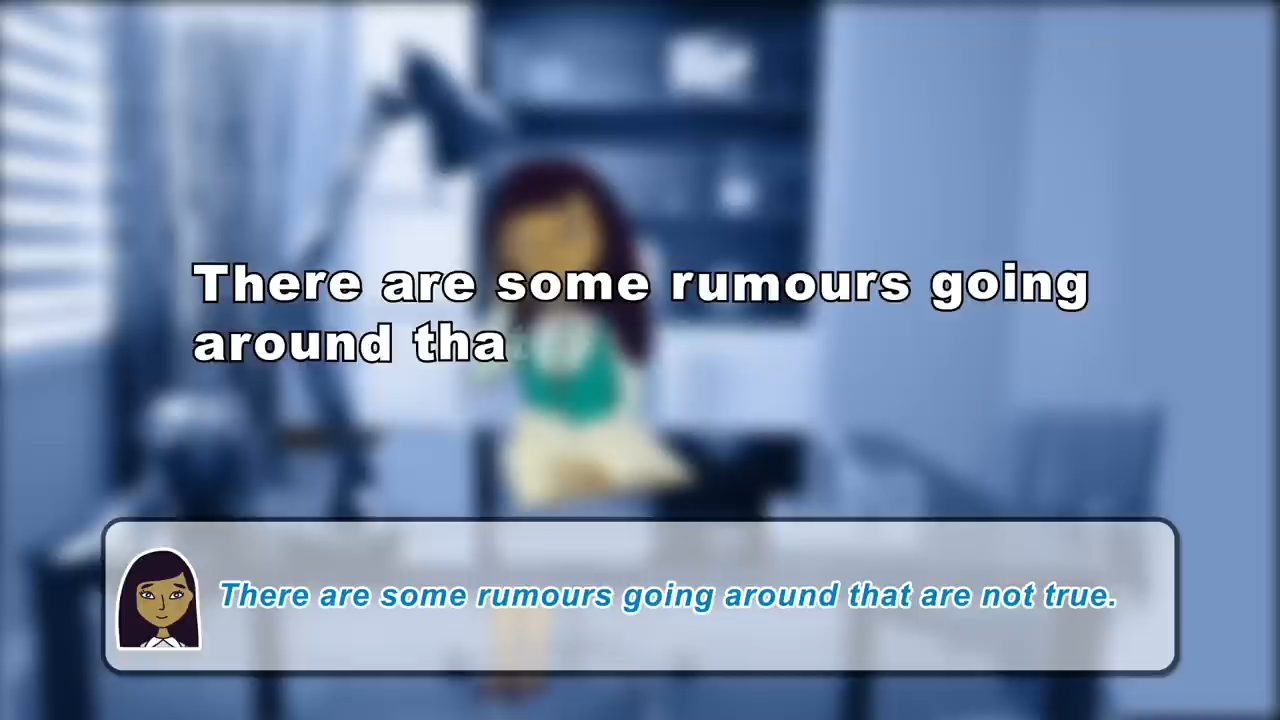 There are some rumours going
around tha
There are some rumours going around that are not true.